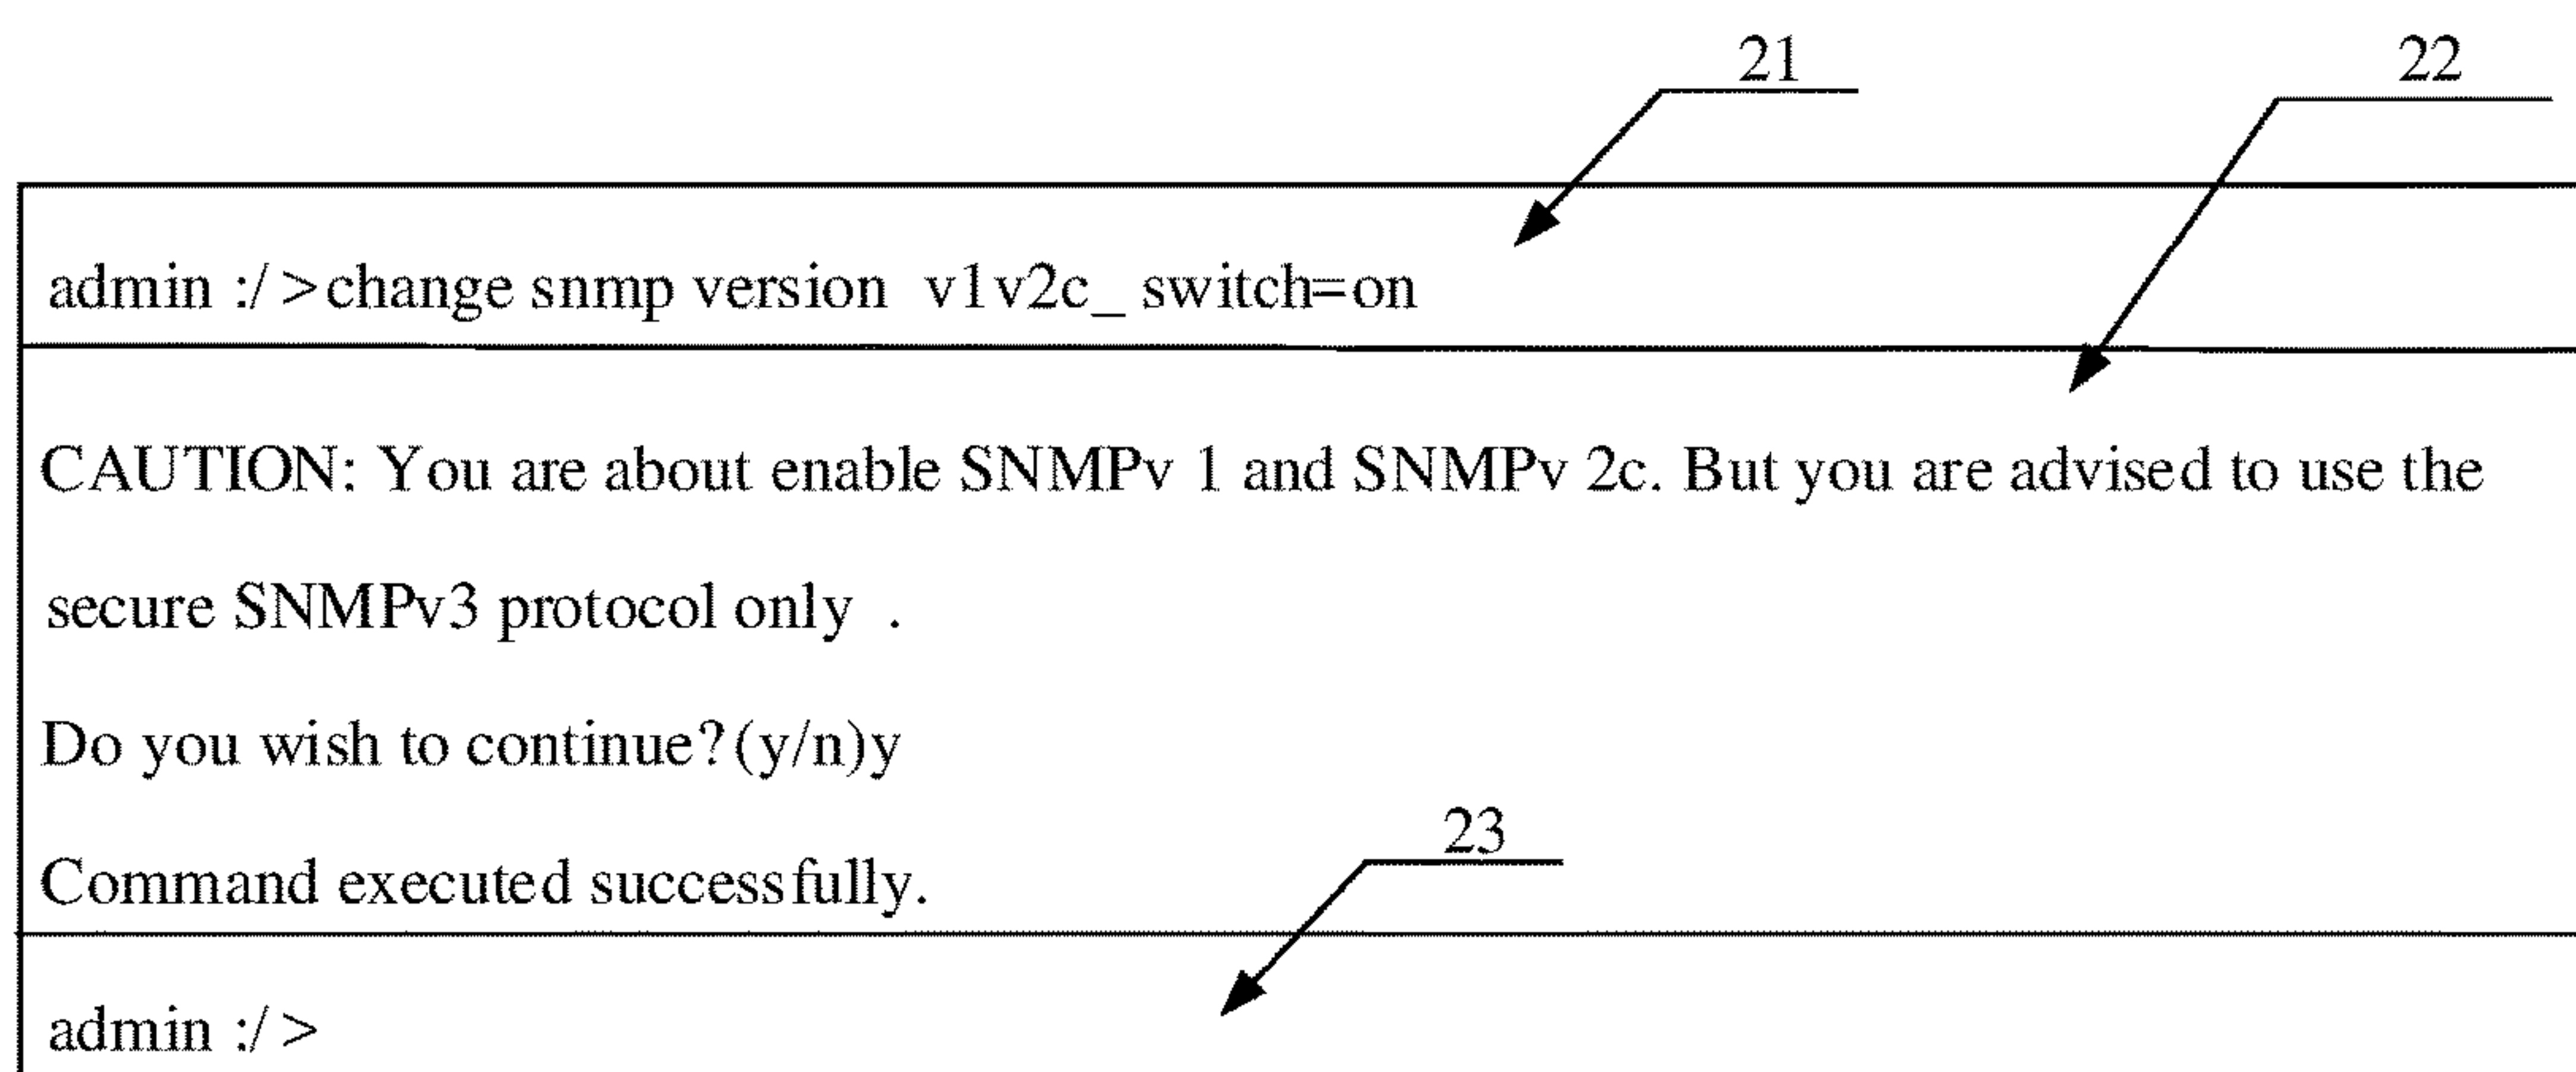 21
22
admin :/ >change snmp version v1v2c_ switch=on
CAUTION: You are about enable SNMPv 1 and SNMPv 2c. But you are advised to use the
secure SNMPv3 protocol only .
Do you wish to continue?(y/n)y
23
Command executed successfully.
admin :/ >